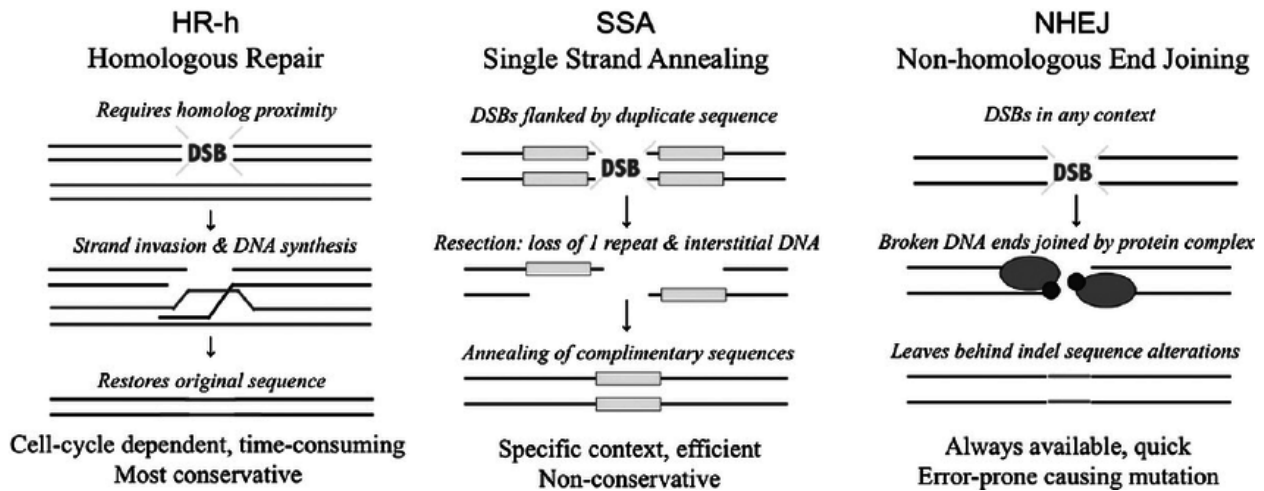 HR-h
Homologous Repair
Requires homolog proximity
DSB
Strand invasion & DNA synthesis
Restores original sequence
Cell-cycle dependent, time-consuming
Most conservative
SSA
Single Strand Annealing
DSBs flanked by duplicate sequence
DSB
Resection: loss of 1 repeat & interstitial DNA
Annealing of complimentary sequences
Specific context, efficient
Non-conservative
NHEJ
Non-homologous End Joining
DSBs in any context
DSB
Broken DNA ends joined by protein complex
Leaves behind indel sequence alterations
Always available, quick
Error-prone causing mutation